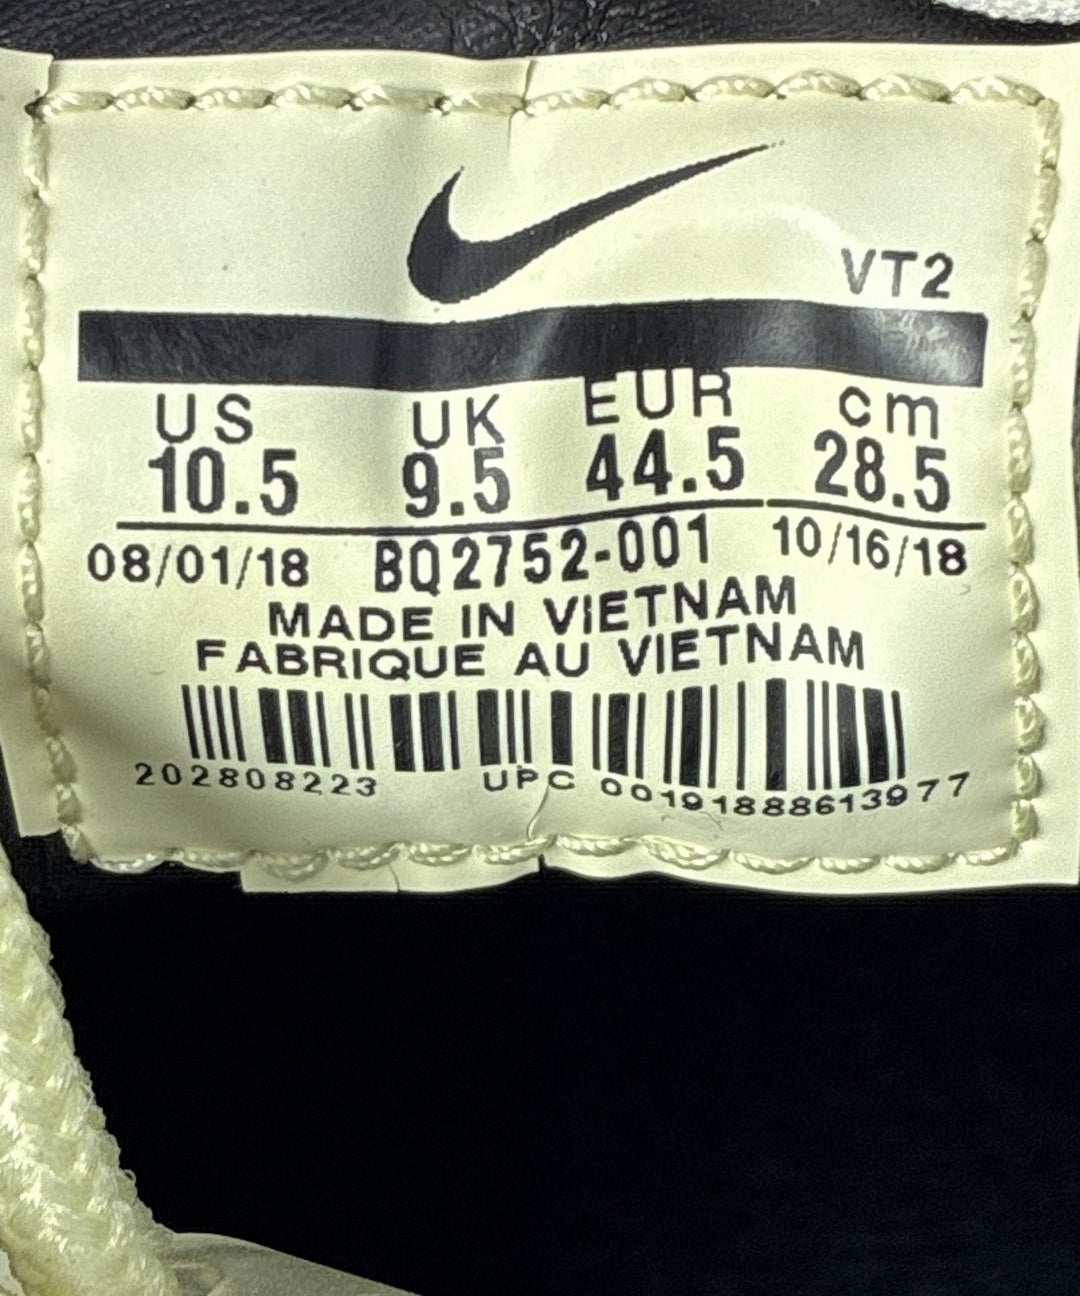 VT2
US UK EUR cm
10.5 9.5 44.5 28.5
08/01/18 BQ2752-001 10/16/18
MADE IN VIETNAM
FABRIQUE AU VIETNAM
202808223 UPC 00191888613977